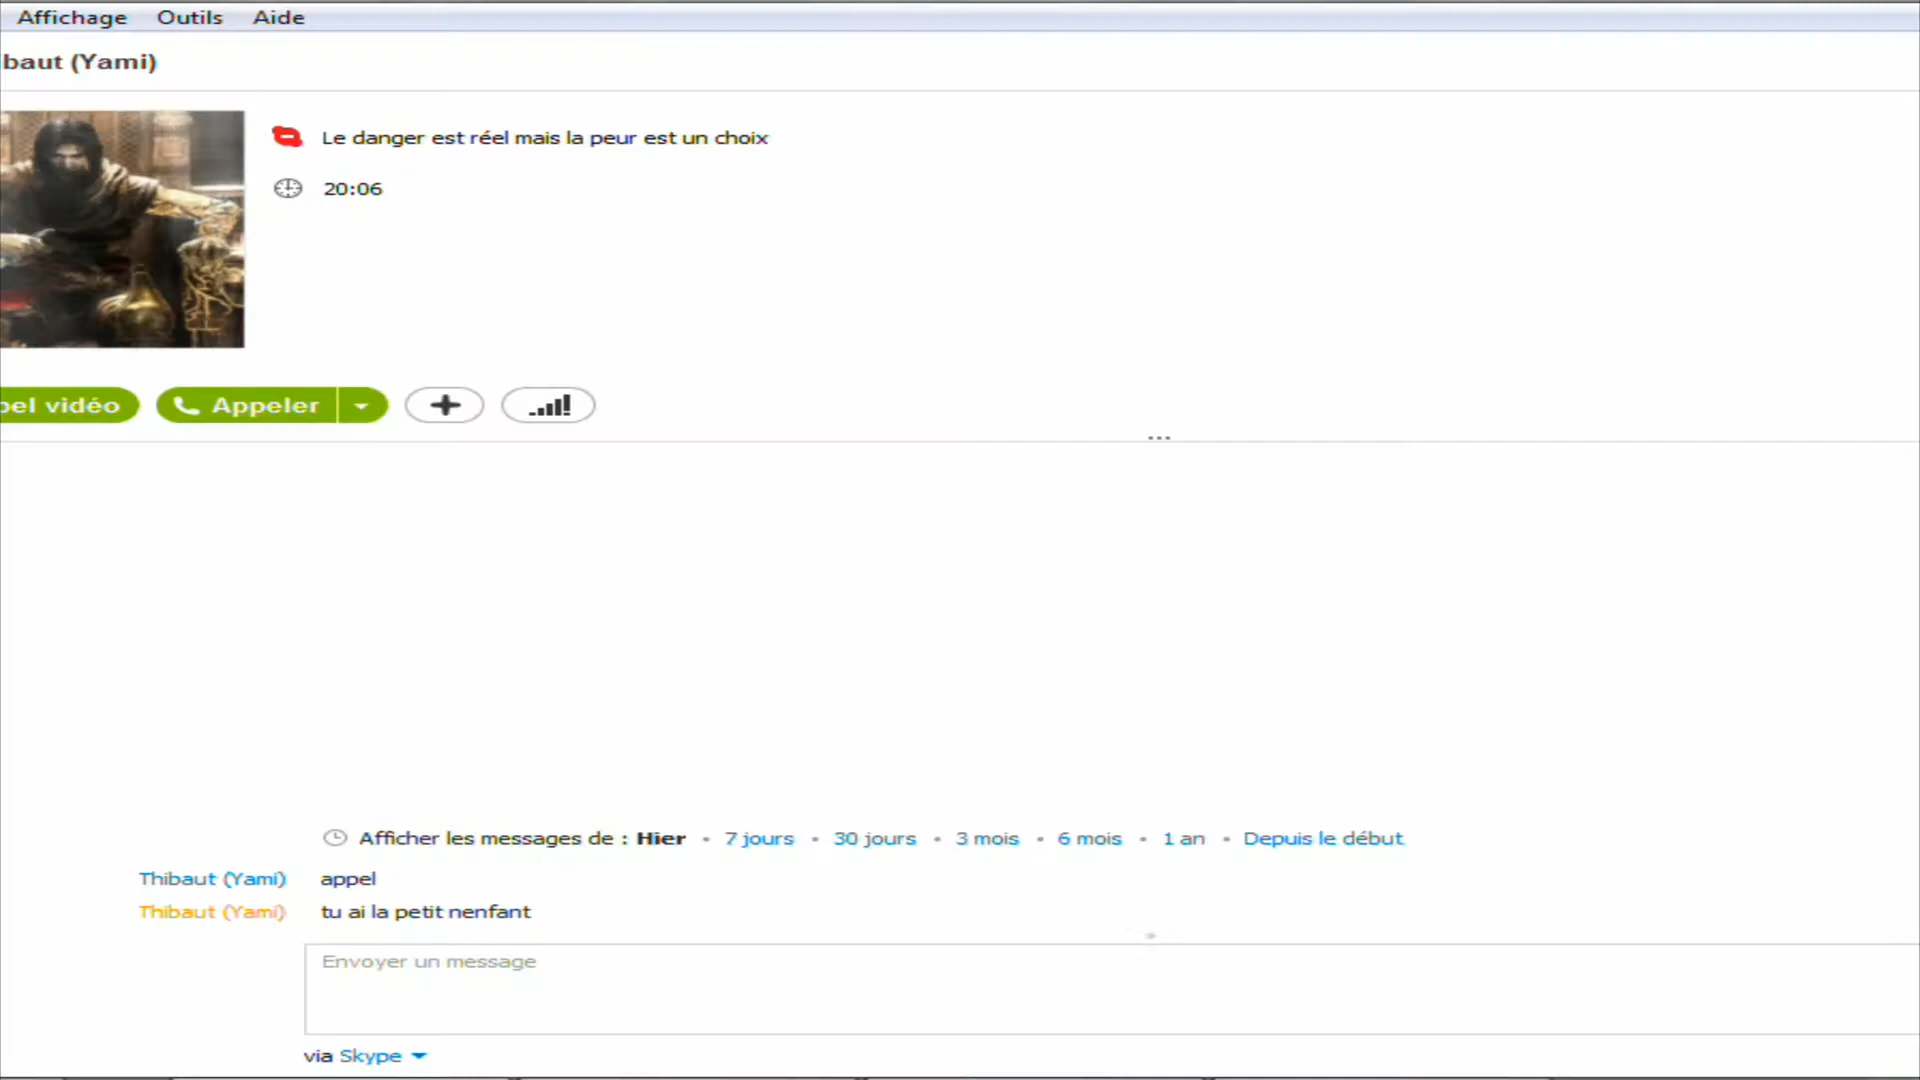 Affichage Outils Aide
baut (Yami)
Le danger est réel mais la peur est un choix
20:06
pel vidéo Appeler
Afficher les messages de : Hier • 7 jours • 30 jours • 3 mois • 6 mois • 1 an • Depuis le début
Thibaut (Yami) appel
Thibaut (Yami) tu ai la petit nenfant
Envoyer un message
via Skype